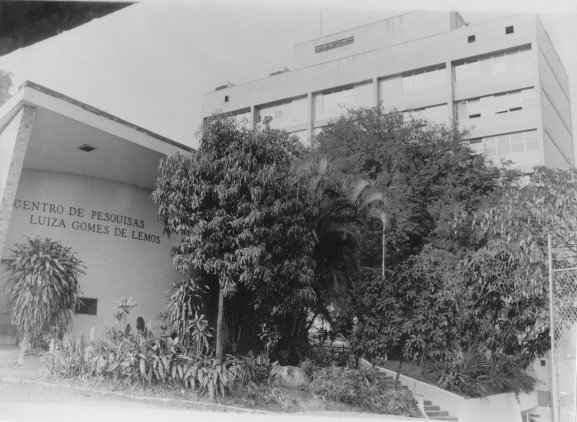 CENTRO DE PESQUISAS
LUIZA GOMES DE LEMOS